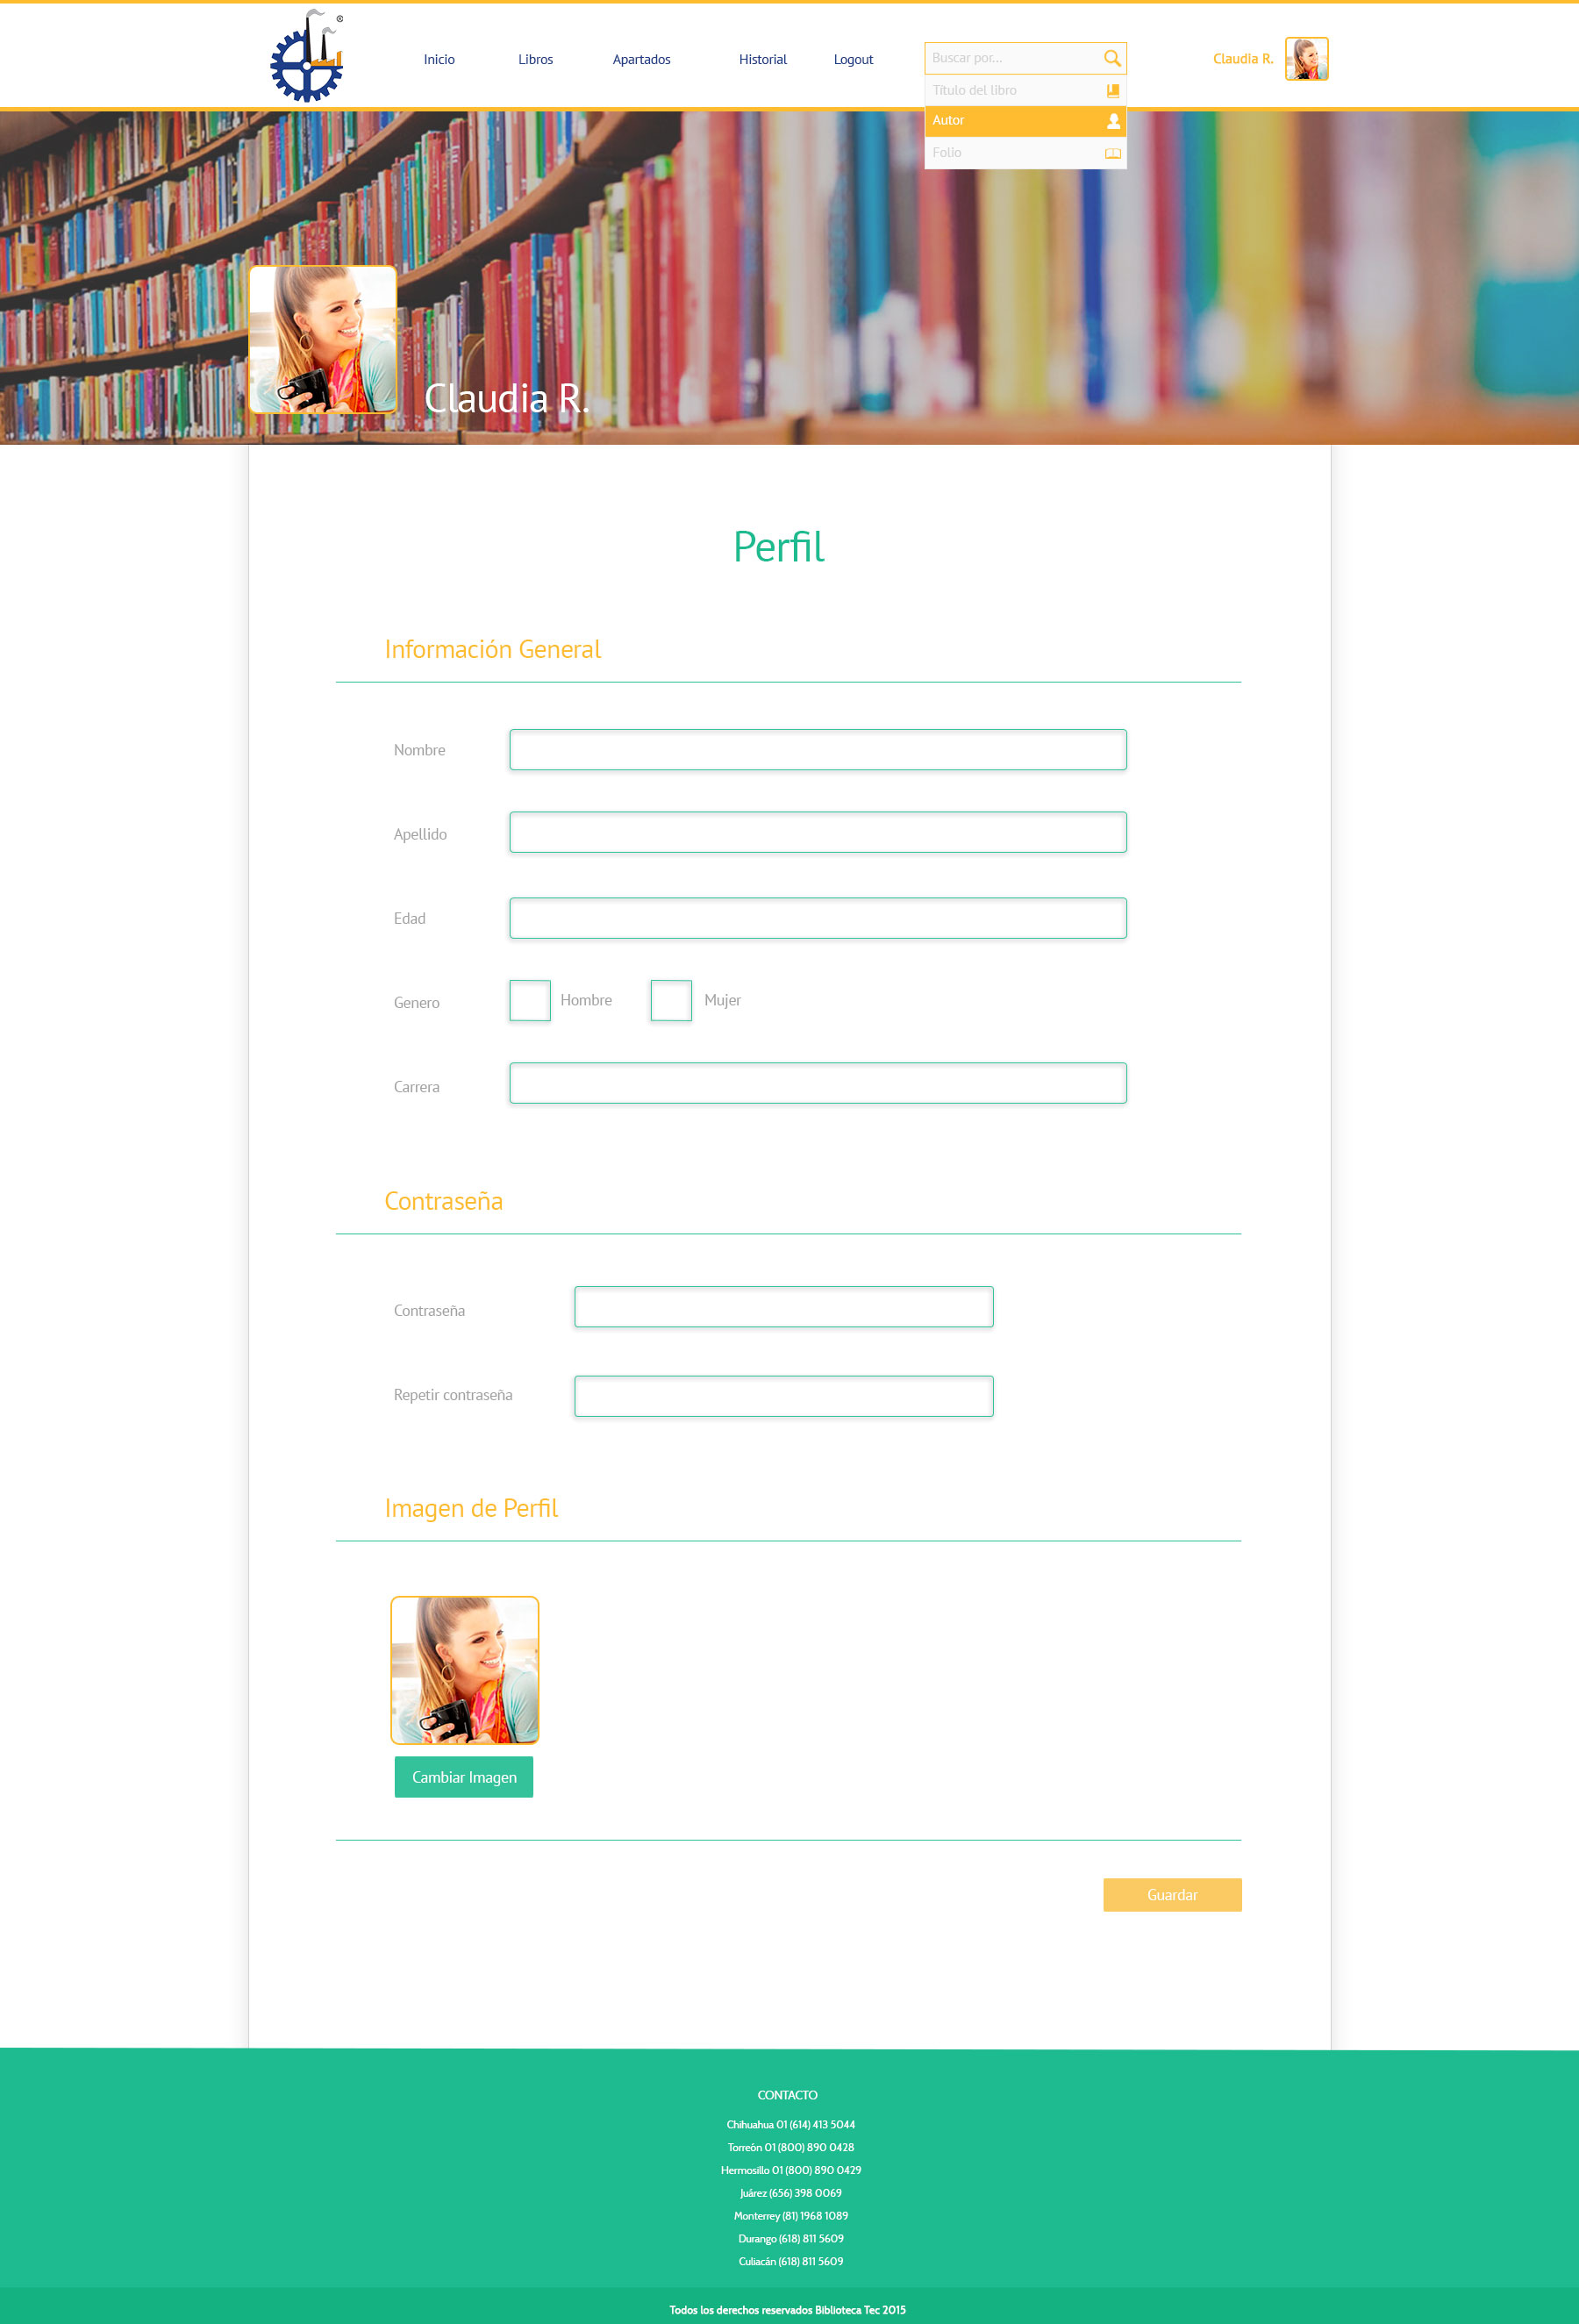 ®
Inicio
Libros
Apartados
Historial
Logout
Buscar por...
Título del libro
Autor
Folio
Claudia R.
Claudia R.
Perfil
Información General
Nombre
Apellido
Edad
Genero
Hombre
Mujer
Carrera
Contraseña
Contraseña
Repetir contraseña
Imagen de Perfil
Cambiar Imagen
Guardar
CONTACTO
Chihuahua 01 (614) 413 5044
Torreón 01 (800) 890 0428
Hermosillo 01 (800) 890 0429
Juárez (656) 398 0069
Monterrey (81) 1968 1089
Durango (618) 811 5609
Culiacán (618) 811 5609
Todos los derechos reservados Biblioteca Tec 2015